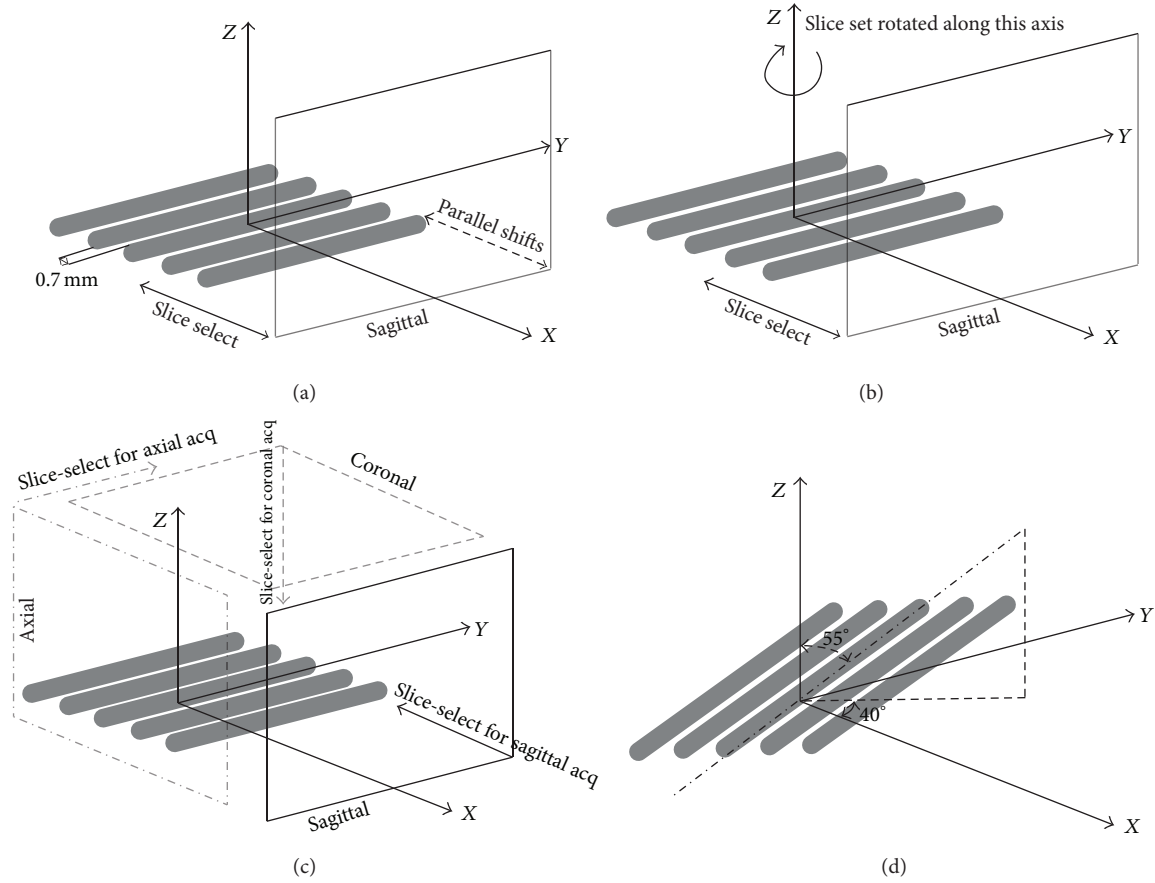 Z
Y
Parallel shifts
0.7 mm
Slice select
Sagittal
X
(a)
Z
Slice set rotated along this axis
Y
Slice select
Sagittal
X
(b)
Slice-select for axial acq
Slice-select for coronal acq
Coronal
Z
Axial
Y
Slice-select for sagittal acq
Sagittal
X
(c)
Z
55°
Y
40°
X
(d)